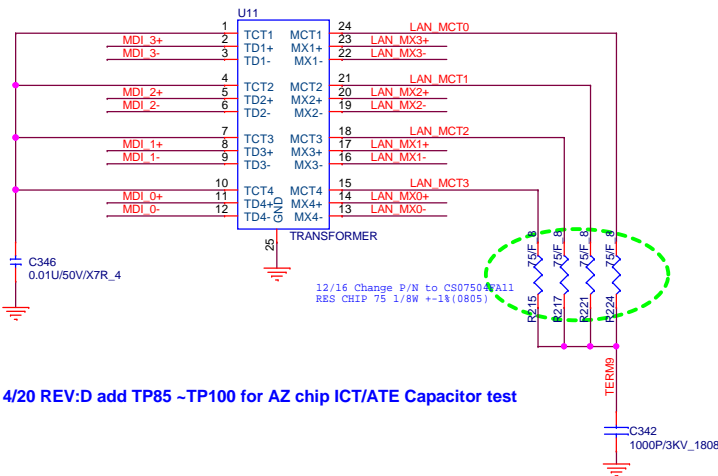 U11
1 TCT1 MCT1 24 LAN_MCT0
MDI_3+ 2 TD1+ MX1+ 23 LAN_MX3+
MDI_3- 3 TD1- MX1- 22 LAN_MX3-
4 TCT2 MCT2 21 LAN_MCT1
MDI_2+ 5 TD2+ MX2+ 20 LAN_MX2+
MDI_2- 6 TD2- MX2- 19 LAN_MX2-
7 TCT3 MCT3 18 LAN_MCT2
MDI_1+ 8 TD3+ MX3+ 17 LAN_MX1+
MDI_1- 9 TD3- MX3- 16 LAN_MX1-
10 TCT4 MCT4 15 LAN_MCT3
MDI_0+ 11 TD4+ MX4+ 14 LAN_MX0+
MDI_0- 12 TD4- MX4- 13 LAN_MX0-
GND
25
TRANSFORMER
C346
0.01U/50V/X7R_4
75/F_8 75/F_8 75/F_8 75/F_8
R215 R217 R221 R224
12/16 Change P/N to CS07504FA11
RES CHIP 75 1/8W +-1%(0805)
TERM9
4/20 REV:D add TP85 ~TP100 for AZ chip ICT/ATE Capacitor test
C342
1000P/3KV_1808